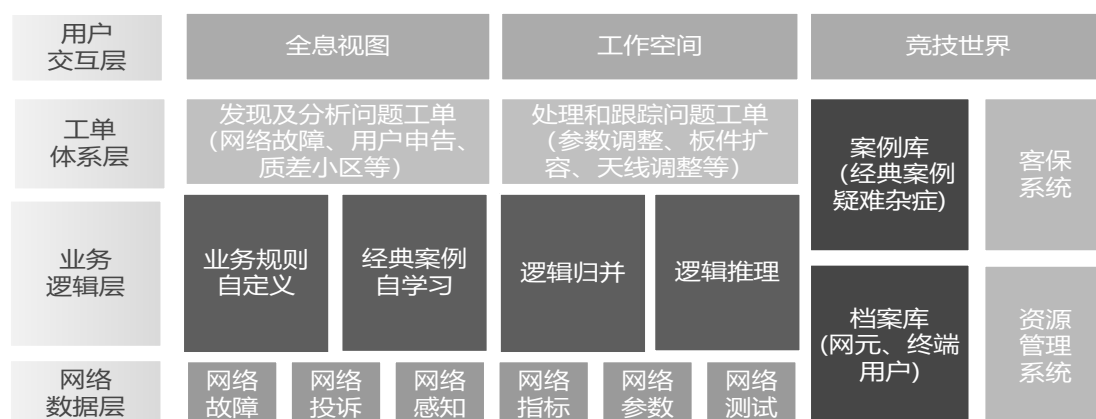 用户
交互层
全息视图
工作空间
竞技世界
工单
体系层
发现及分析问题工单
(网络故障、用户申告、
质差小区等)
处理和跟踪问题工单
(参数调整、板件扩
容、天线调整等)
案例库
(经典案例
疑难杂症)
客保
系统
业务
逻辑层
业务规则
自定义
经典案例
自学习
逻辑归并
逻辑推理
档案库
(网元、终端
用户)
资源
管理
系统
网络
数据层
网络
故障
网络
投诉
网络
感知
网络
指标
网络
参数
网络
测试